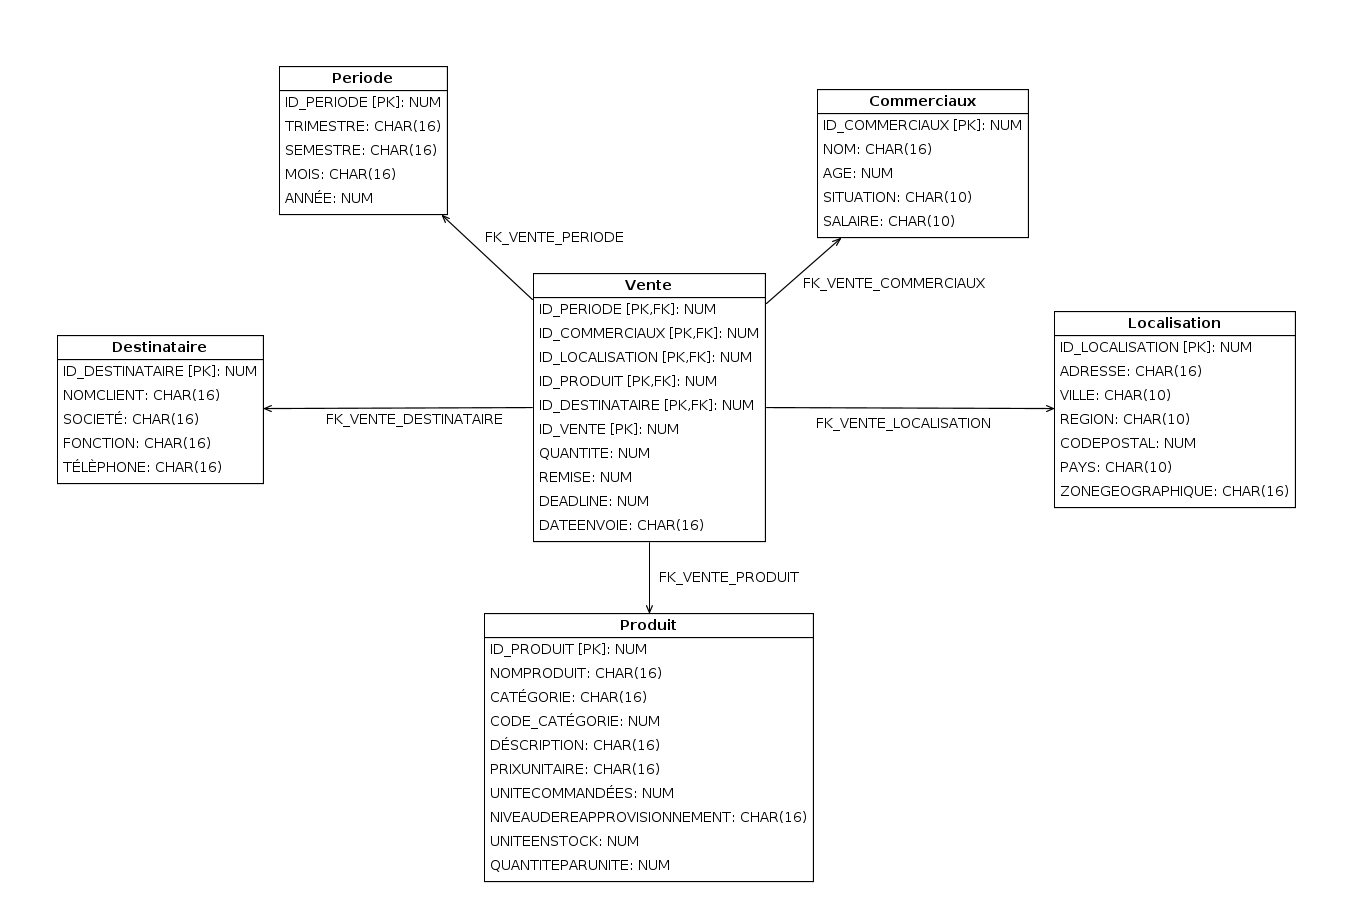 Periode
ID_PERIODE [PK]: NUM
TRIMESTRE: CHAR(16)
SEMESTRE: CHAR(16)
MOIS: CHAR(16)
ANNÉE: NUM
Commerciaux
ID_COMMERCIAUX [PK]: NUM
NOM: CHAR(16)
AGE: NUM
SITUATION: CHAR(10)
SALAIRE: CHAR(10)
FK_VENTE_PERIODE
FK_VENTE_COMMERCIAUX
Vente
ID_PERIODE [PK,FK]: NUM
ID_COMMERCIAUX [PK,FK]: NUM
ID_LOCALISATION [PK,FK]: NUM
ID_PRODUIT [PK,FK]: NUM
ID_DESTINATAIRE [PK,FK]: NUM
ID_VENTE [PK]: NUM
QUANTITE: NUM
REMISE: NUM
DEADLINE: NUM
DATEENVOIE: CHAR(16)
Destinataire
ID_DESTINATAIRE [PK]: NUM
NOMCLIENT: CHAR(16)
SOCIETÉ: CHAR(16)
FONCTION: CHAR(16)
TÉLÈPHONE: CHAR(16)
FK_VENTE_DESTINATAIRE
FK_VENTE_LOCALISATION
Localisation
ID_LOCALISATION [PK]: NUM
ADRESSE: CHAR(16)
VILLE: CHAR(10)
REGION: CHAR(10)
CODEPOSTAL: NUM
PAYS: CHAR(10)
ZONEGEOGRAPHIQUE: CHAR(16)
FK_VENTE_PRODUIT
Produit
ID_PRODUIT [PK]: NUM
NOMPRODUIT: CHAR(16)
CATÉGORIE: CHAR(16)
CODE_CATÉGORIE: NUM
DÉSCRIPTION: CHAR(16)
PRIXUNITAIRE: CHAR(16)
UNITECOMMANDÉES: NUM
NIVEAUDEREAPPROVISIONNEMENT: CHAR(16)
UNITEENSTOCK: NUM
QUANTITEPARUNITE: NUM